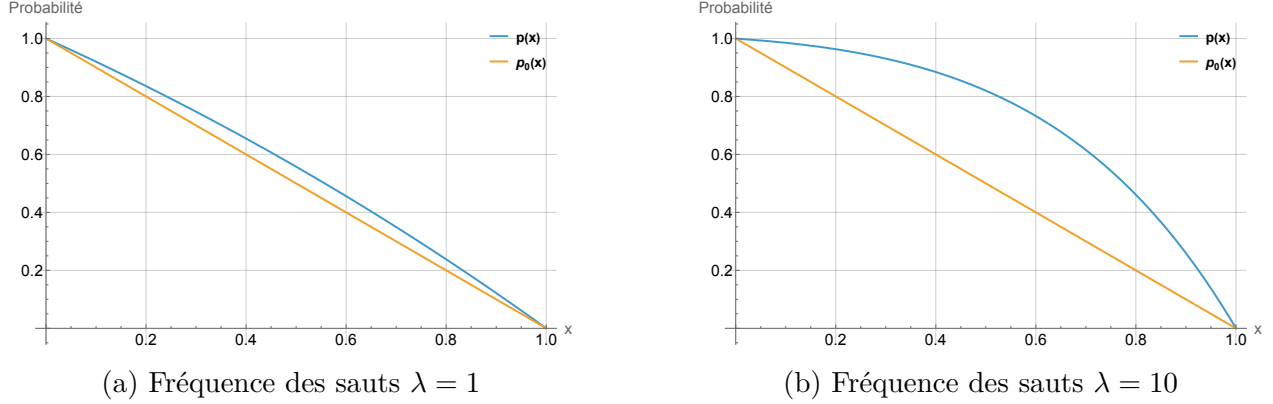 Probabilité
1.0
0.8
0.6
0.4
0.2
0.2 0.4 0.6 0.8 1.0
x
p(x)
p₀(x)
(a) Fréquence des sauts λ = 1
Probabilité
1.0
0.8
0.6
0.4
0.2
0.2 0.4 0.6 0.8 1.0
x
p(x)
p₀(x)
(b) Fréquence des sauts λ = 10